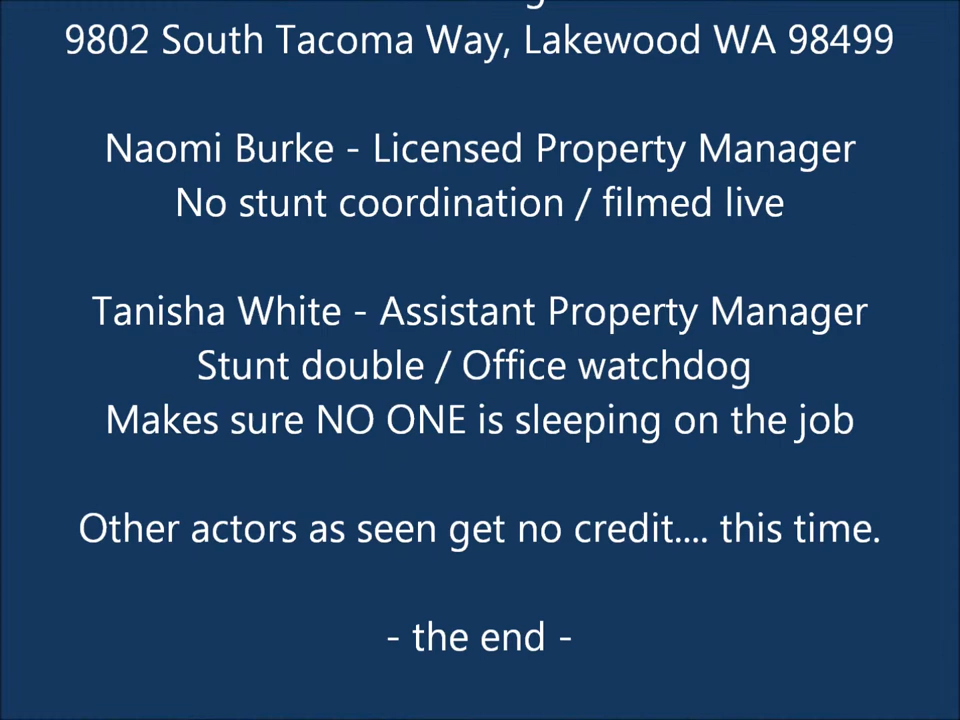 9802 South Tacoma Way, Lakewood WA 98499
Naomi Burke - Licensed Property Manager
No stunt coordination / filmed live
Tanisha White - Assistant Property Manager
Stunt double / Office watchdog
Makes sure NO ONE is sleeping on the job
Other actors as seen get no credit.... this time.
- the end -